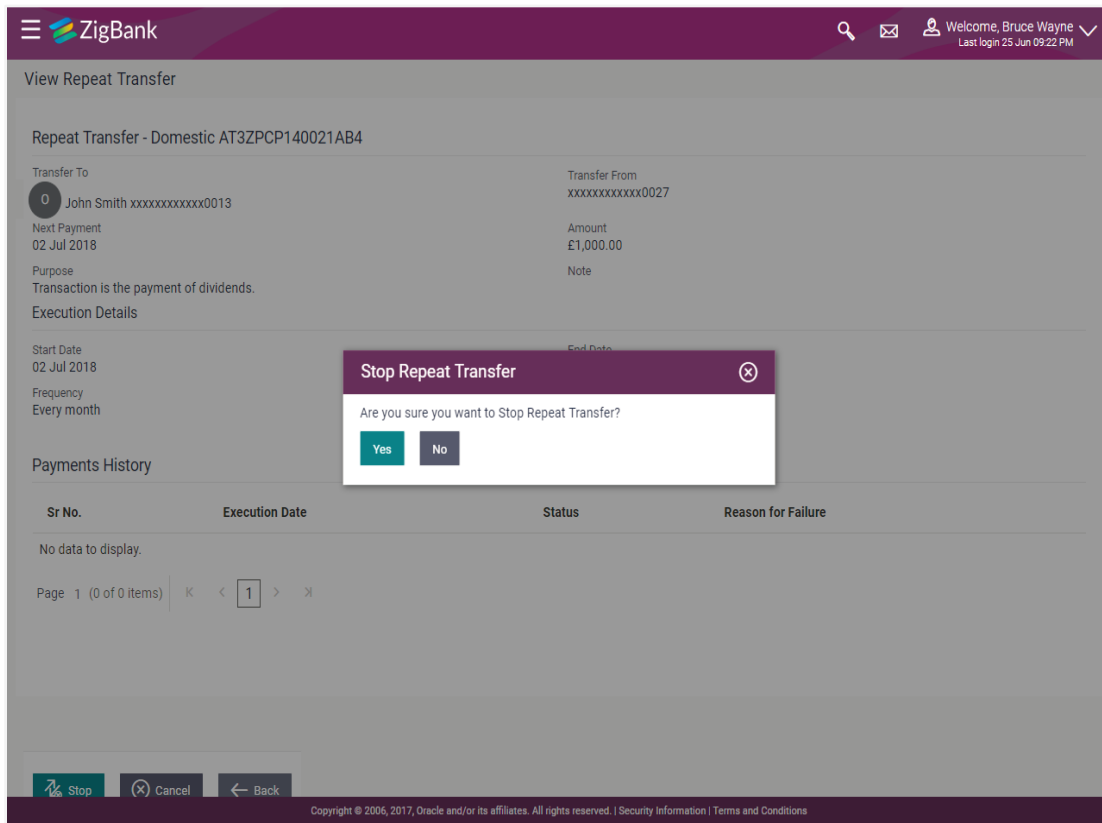 ZigBank
Welcome, Bruce Wayne
Last login 25 Jun 09:22 PM
View Repeat Transfer
Repeat Transfer - Domestic AT3ZPCP140021AB4
Transfer To
O John Smith xxxxxxxxxxxx0013
Transfer From
xxxxxxxxxxxx0027
Next Payment
02 Jul 2018
Amount
£1,000.00
Purpose
Transaction is the payment of dividends.
Note
Execution Details
Start Date
02 Jul 2018
End Date
Frequency
Every month
Stop Repeat Transfer
Are you sure you want to Stop Repeat Transfer?
Yes No
Payments History
Sr No. Execution Date Status Reason for Failure
No data to display.
Page 1 (0 of 0 items) 1
Stop Cancel Back
Copyright © 2006, 2017, Oracle and/or its affiliates. All rights reserved. | Security Information | Terms and Conditions